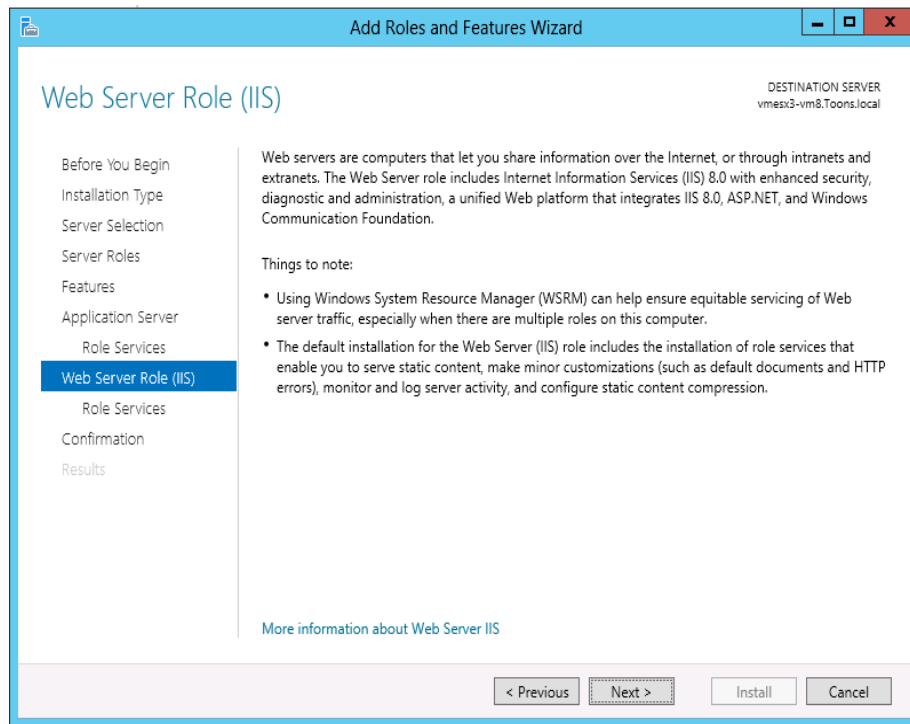 Add Roles and Features Wizard
x
Web Server Role (IIS)
DESTINATION SERVER
vmesx3-vm8.Toons.local
Before You Begin
Installation Type
Server Selection
Server Roles
Features
Application Server
Role Services
Web Server Role (IIS)
Role Services
Confirmation
Results
Web servers are computers that let you share information over the Internet, or through intranets and
extranets. The Web Server role includes Internet Information Services (IIS) 8.0 with enhanced security,
diagnostic and administration, a unified Web platform that integrates IIS 8.0, ASP.NET, and Windows
Communication Foundation.
Things to note:
• Using Windows System Resource Manager (WSRM) can help ensure equitable servicing of Web
server traffic, especially when there are multiple roles on this computer.
• The default installation for the Web Server (IIS) role includes the installation of role services that
enable you to serve static content, make minor customizations (such as default documents and HTTP
errors), monitor and log server activity, and configure static content compression.
More information about Web Server IIS
< Previous
Next >
Install
Cancel